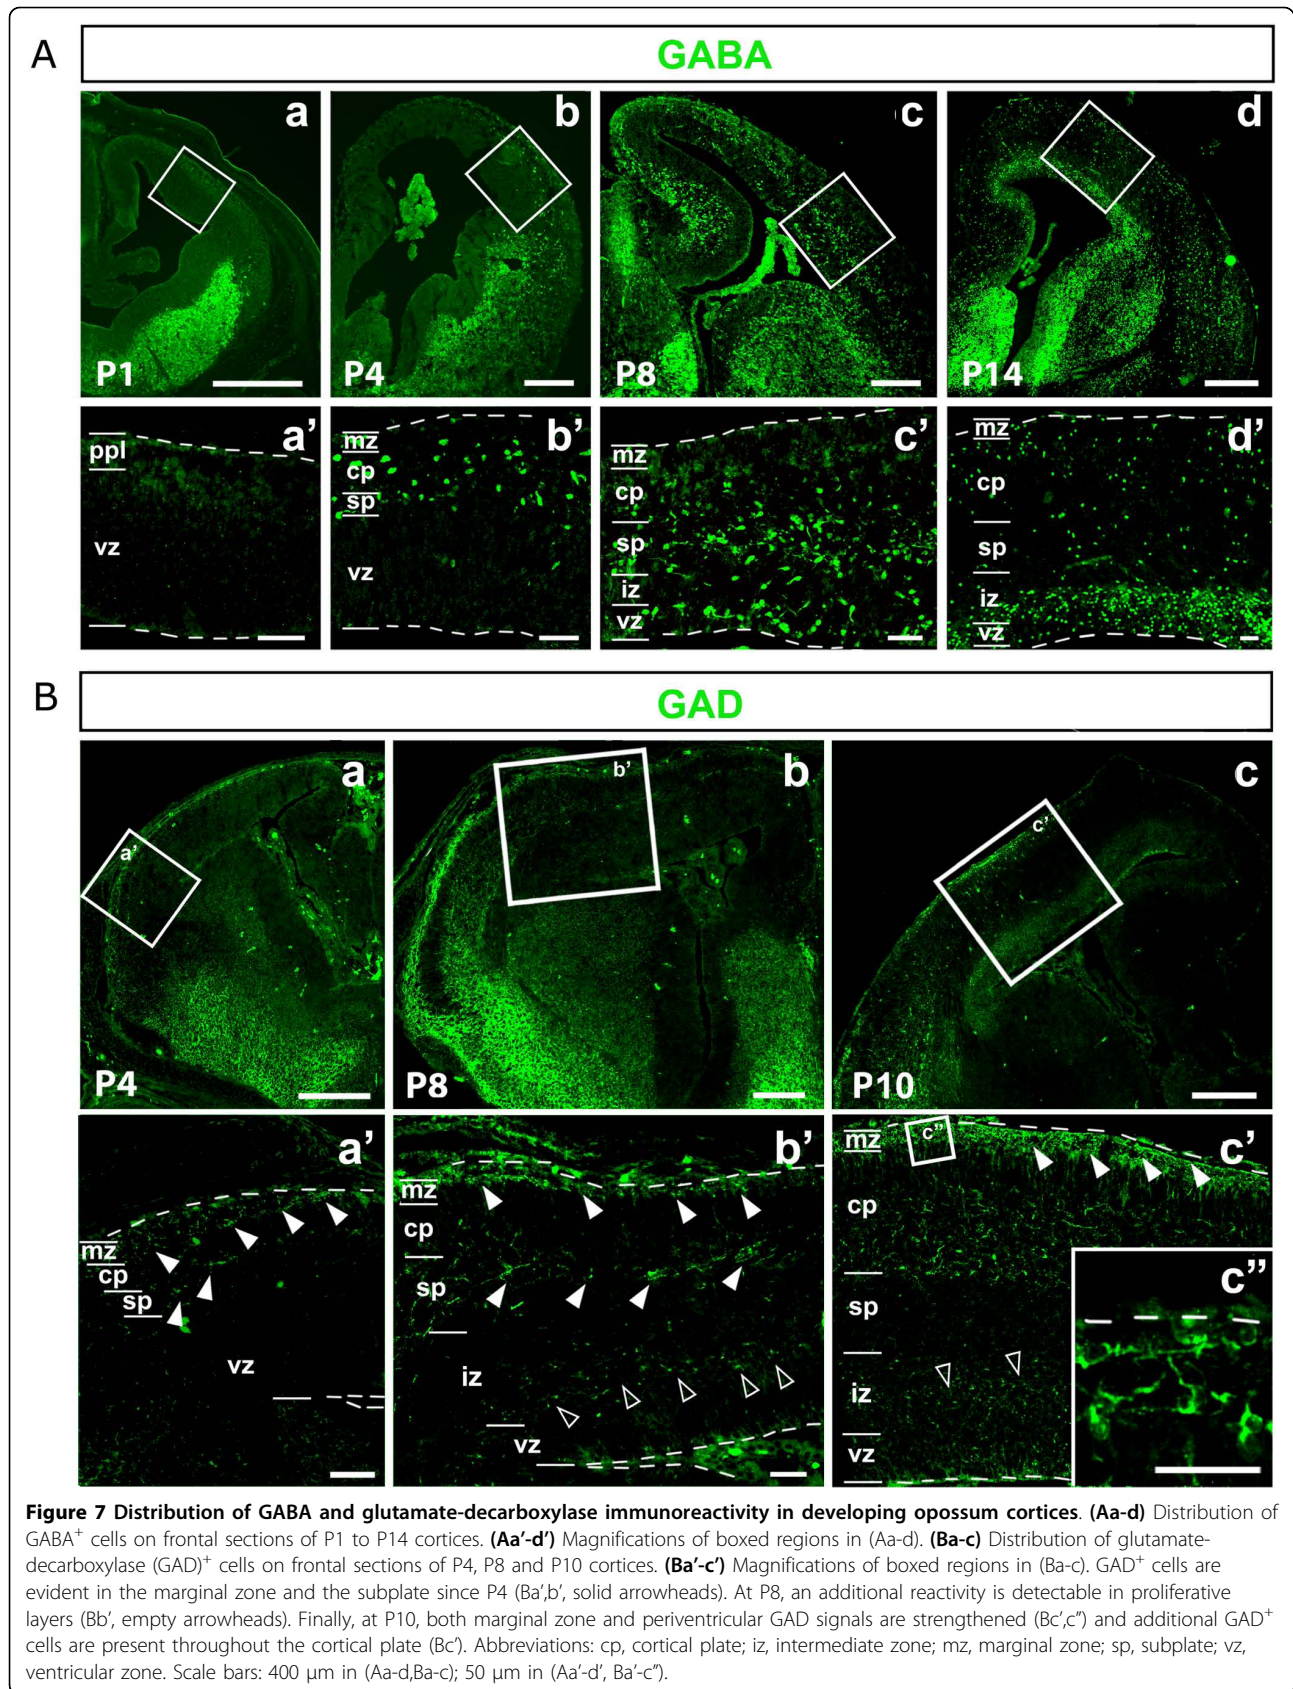 A
GABA
a
b
c
d
P1
P4
P8
P14
a’
ppl
vz
b’
mz
cp
sp
vz
c’
mz
cp
sp
iz
vz
d’
mz
cp
sp
iz
vz
B
GAD
a
a’
P4
b
b’
P8
c
c’
P10
a’
mz
cp
sp
vz
b’
mz
cp
sp
iz
vz
c’
c”
mz
cp
sp
iz
vz
c”
Figure 7 Distribution of GABA and glutamate-decarboxylase immunoreactivity in developing opossum cortices. (Aa-d) Distribution of
GABA⁺ cells on frontal sections of P1 to P14 cortices. (Aa’-d’) Magnifications of boxed regions in (Aa-d). (Ba-c) Distribution of glutamate-
decarboxylase (GAD)⁺ cells on frontal sections of P4, P8 and P10 cortices. (Ba’-c’) Magnifications of boxed regions in (Ba-c). GAD⁺ cells are
evident in the marginal zone and the subplate since P4 (Ba’,b’, solid arrowheads). At P8, an additional reactivity is detectable in proliferative
layers (Bb’, empty arrowheads). Finally, at P10, both marginal zone and periventricular GAD signals are strengthened (Bc’,c”) and additional GAD⁺
cells are present throughout the cortical plate (Bc’). Abbreviations: cp, cortical plate; iz, intermediate zone; mz, marginal zone; sp, subplate; vz,
ventricular zone. Scale bars: 400 μm in (Aa-d,Ba-c); 50 μm in (Aa’-d’, Ba’-c”).